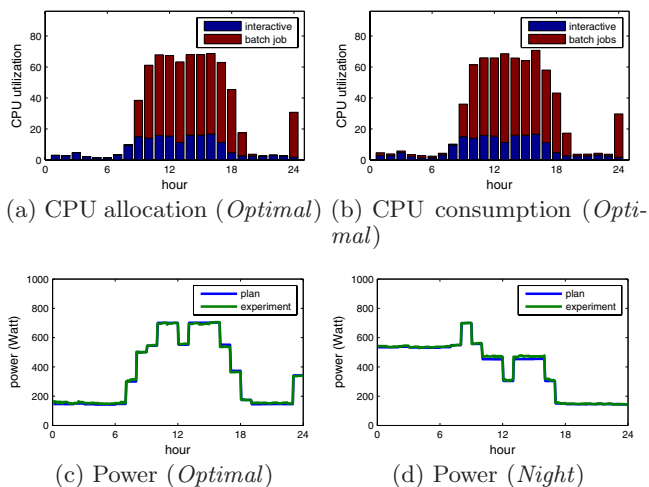 80
60
40
20
0
CPU utilization
interactive
batch job
0 6 12 18 24
hour
80
60
40
20
0
CPU utilization
interactive
batch jobs
0 6 12 18 24
hour
(a) CPU allocation (Optimal)
(b) CPU consumption (Opti-
mal)
1000
800
600
400
200
0
power (Watt)
plan
experiment
0 6 12 18 24
hour
1000
800
600
400
200
0
power (Watt)
plan
experiment
0 6 12 18 24
hour
(c) Power (Optimal)
(d) Power (Night)